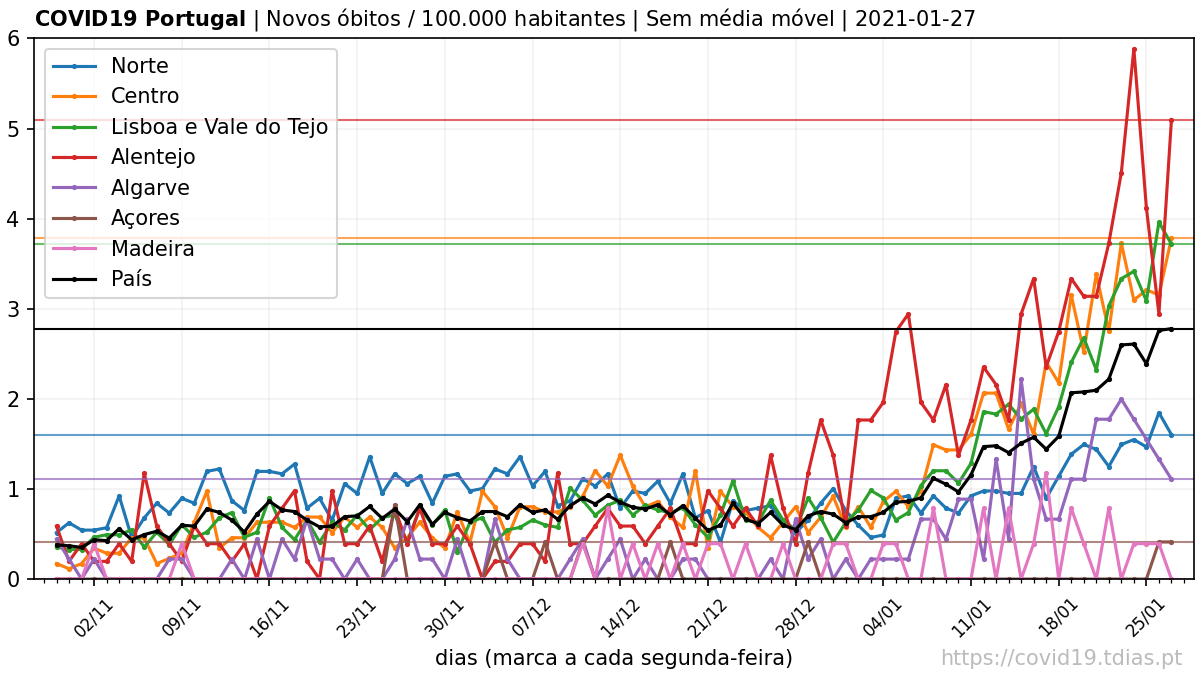 COVID19 Portugal | Novos óbitos / 100.000 habitantes | Sem média móvel | 2021-01-27
6
5
4
3
2
1
0
Norte
Centro
Lisboa e Vale do Tejo
Alentejo
Algarve
Açores
Madeira
País
02/11 09/11 16/11 23/11 30/11 07/12 14/12 21/12 28/12 04/01 11/01 18/01 25/01
dias (marca a cada segunda-feira)
https://covid19.tdias.pt